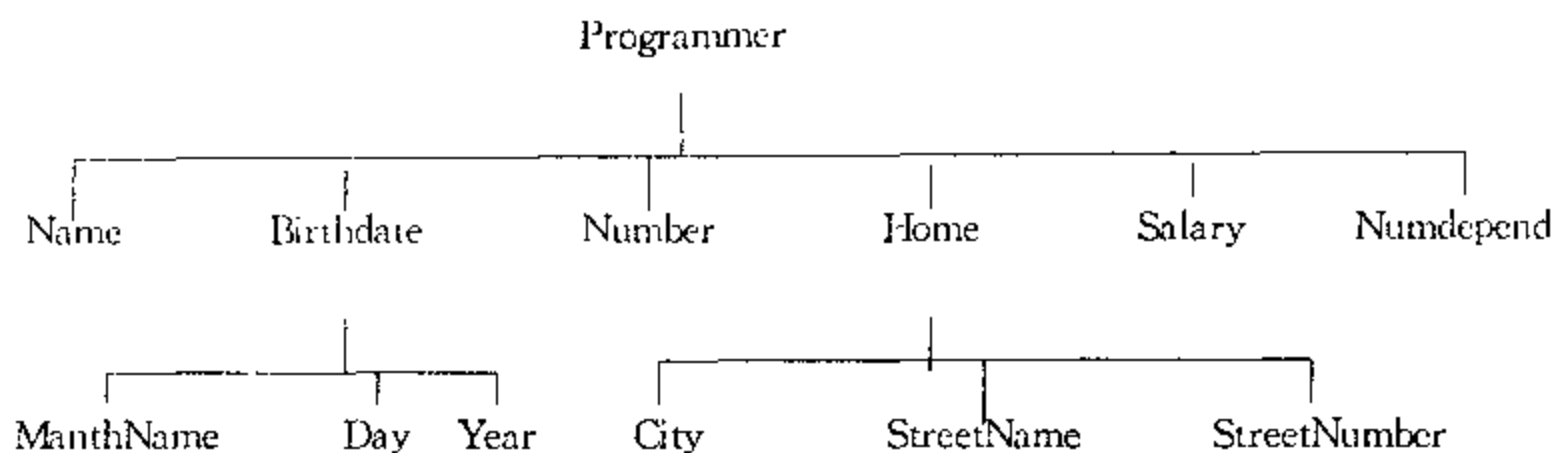 Programmer
Name Birthdate Number Home Salary Numdepend
ManthName Day Year City StreetName StreetNumber